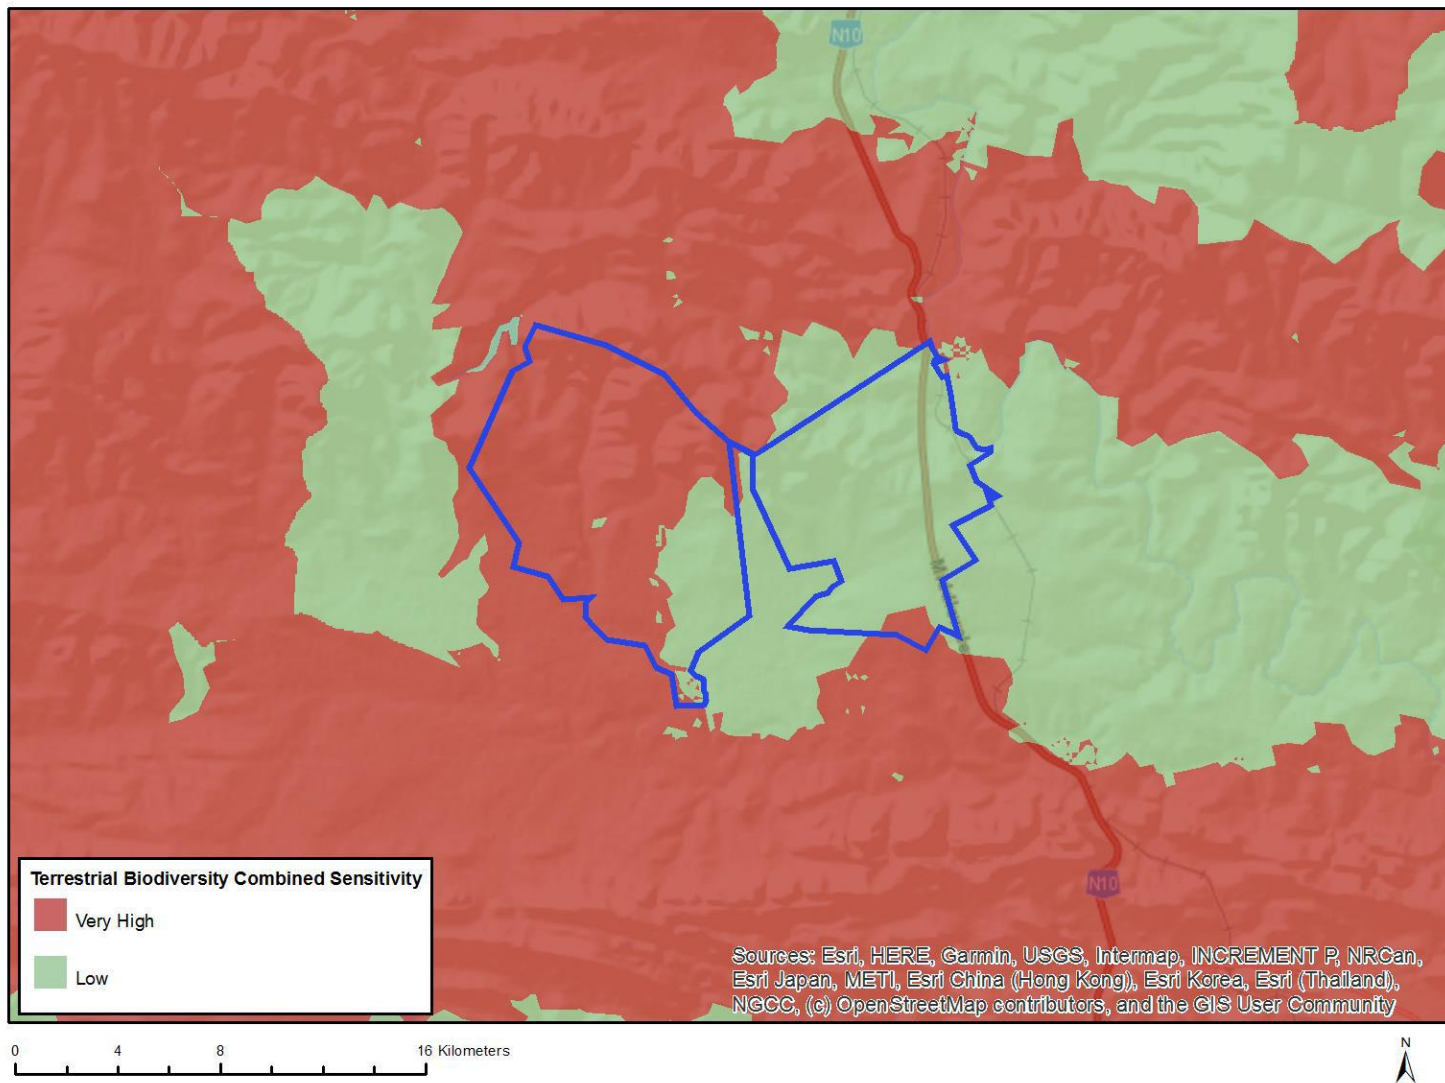 N10
N10
Terrestrial Biodiversity Combined Sensitivity
Very High
Low
Sources: Esri, HERE, Garmin, USGS, Intermap, INCREMENT P, NRCan,
Esri Japan, METI, Esri China (Hong Kong), Esri Korea, Esri (Thailand),
NGCC, (c) OpenStreetMap contributors, and the GIS User Community
0 4 8 16 Kilometers
N